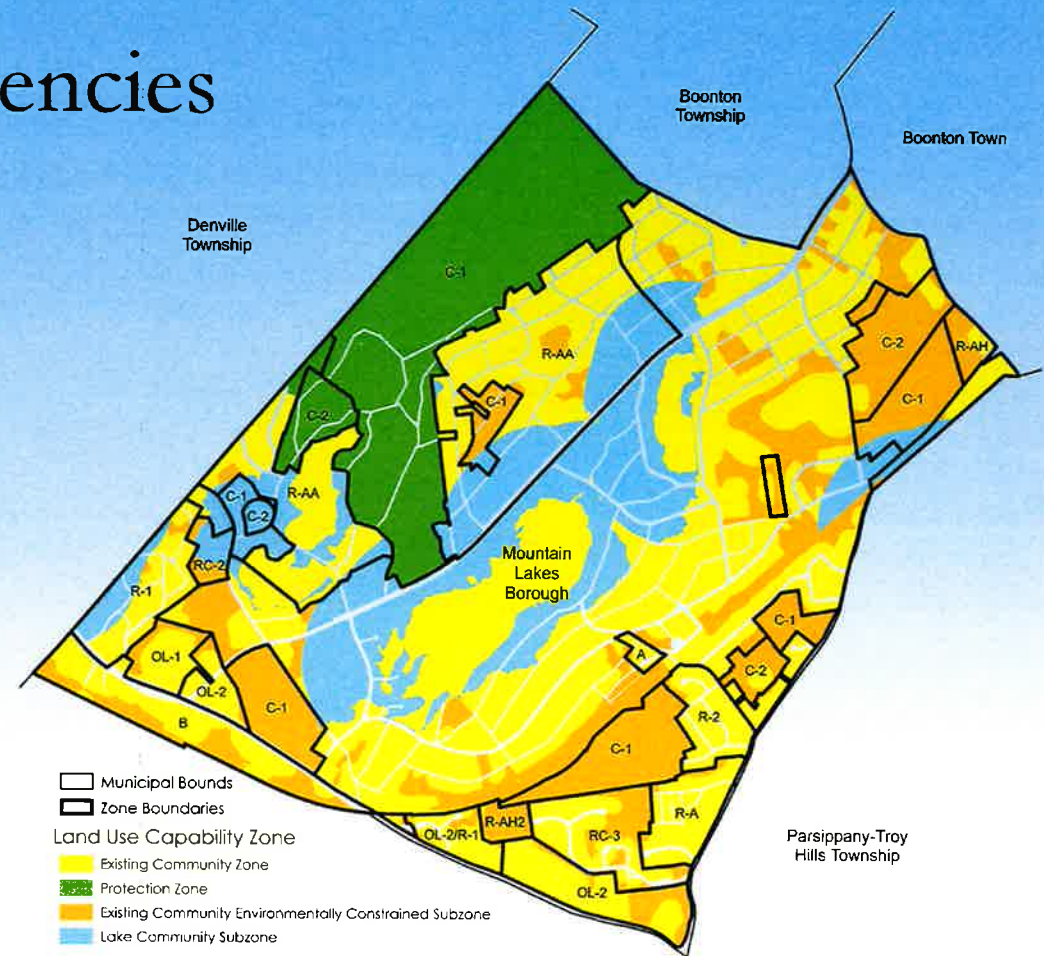 encies
Boonton
Township
Boonton Town
Denville
Township
C-1
R-AA
C-2
R-AH
C-1
C-1
C-2
R-AA
C-1
C-2
RC-2
Mountain
Lakes
Borough
R-1
C-1
OL-1
A
C-2
OL-2
R-2
C-1
B
C-1
R-A
OL-2/R-1
R-AH2
RC-3
Parsippany-Troy
Hills Township
OL-2
Municipal Bounds
Zone Boundaries
Land Use Capability Zone
Existing Community Zone
Protection Zone
Existing Community Environmentally Constrained Subzone
Lake Community Subzone